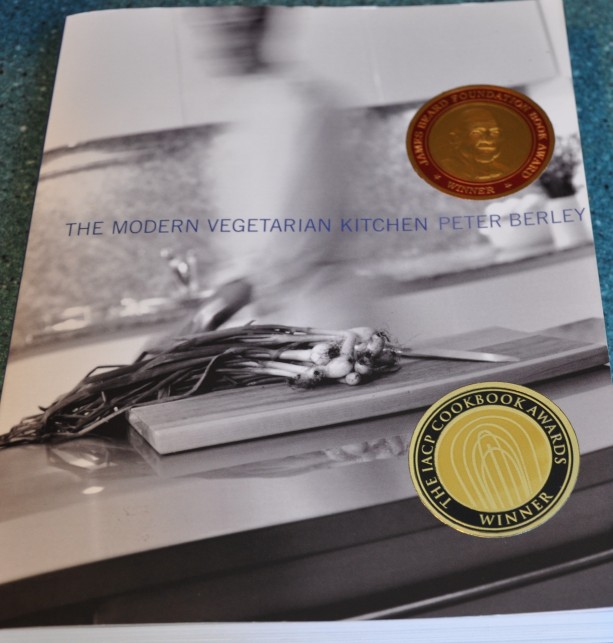 JAMES BEARD FOUNDATION BOOK AWARD
WINNER
THE MODERN VEGETARIAN KITCHEN PETER BERLEY
THE IACP COOKBOOK AWARDS
WINNER